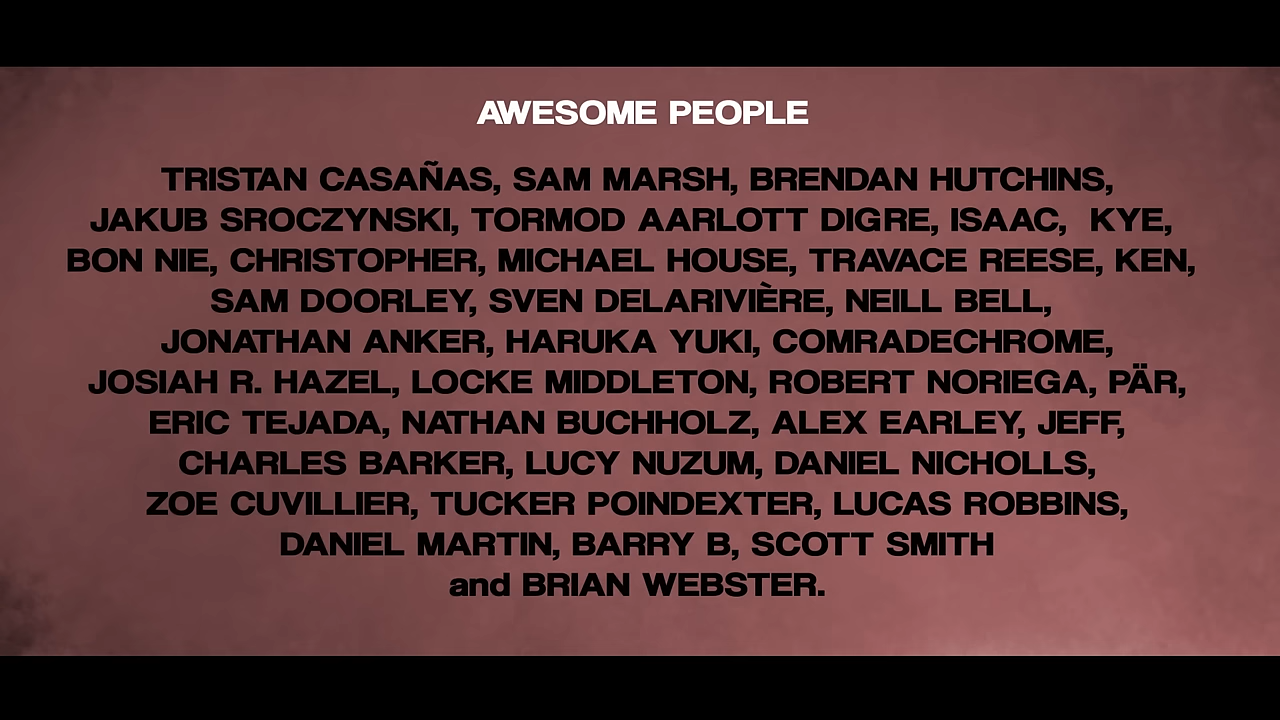 AWESOME PEOPLE
TRISTAN CASAÑAS, SAM MARSH, BRENDAN HUTCHINS,
JAKUB SROCZYNSKI, TORMOD AARLOTT DIGRE, ISAAC, KYE,
BON NIE, CHRISTOPHER, MICHAEL HOUSE, TRAVACE REESE, KEN,
SAM DOORLEY, SVEN DELARIVIÈRE, NEILL BELL,
JONATHAN ANKER, HARUKA YUKI, COMRADECHROME,
JOSIAH R. HAZEL, LOCKE MIDDLETON, ROBERT NORIEGA, PÄR,
ERIC TEJADA, NATHAN BUCHHOLZ, ALEX EARLEY, JEFF,
CHARLES BARKER, LUCY NUZUM, DANIEL NICHOLLS,
ZOE CUVILLIER, TUCKER POINDEXTER, LUCAS ROBBINS,
DANIEL MARTIN, BARRY B, SCOTT SMITH
and BRIAN WEBSTER.